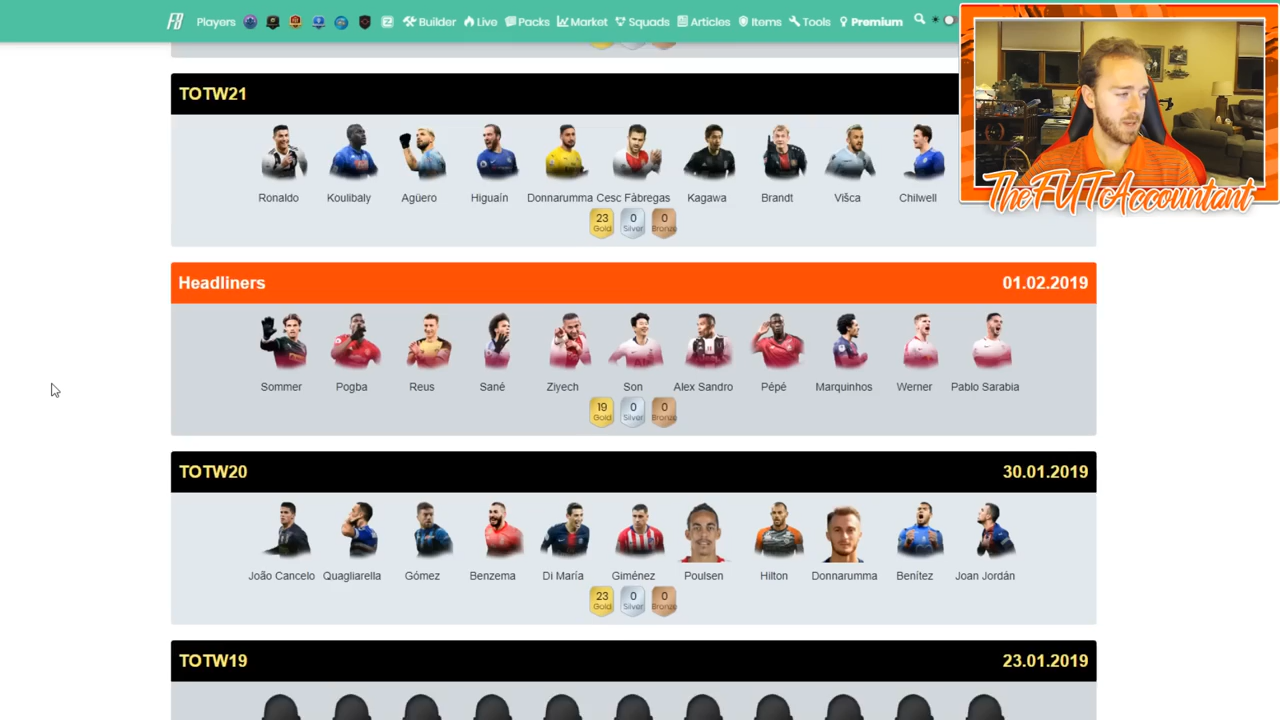 FB Players Builder Live Packs Market Squads Articles Items Tools Premium
TheFUTAccountant
TOTW21
Ronaldo Koulibaly Agüero Higuaín Donnarumma Cesc Fàbregas Kagawa Brandt Višca Chilwell
23 0 0
Gold Silver Bronze
Headliners 01.02.2019
Sommer Pogba Reus Sané Ziyech Son Alex Sandro Pépé Marquinhos Werner Pablo Sarabia
19 0 0
Gold Silver Bronze
TOTW20 30.01.2019
João Cancelo Quagliarella Gómez Benzema Di María Giménez Poulsen Hilton Donnarumma Benítez Joan Jordán
23 0 0
Gold Silver Bronze
TOTW19 23.01.2019